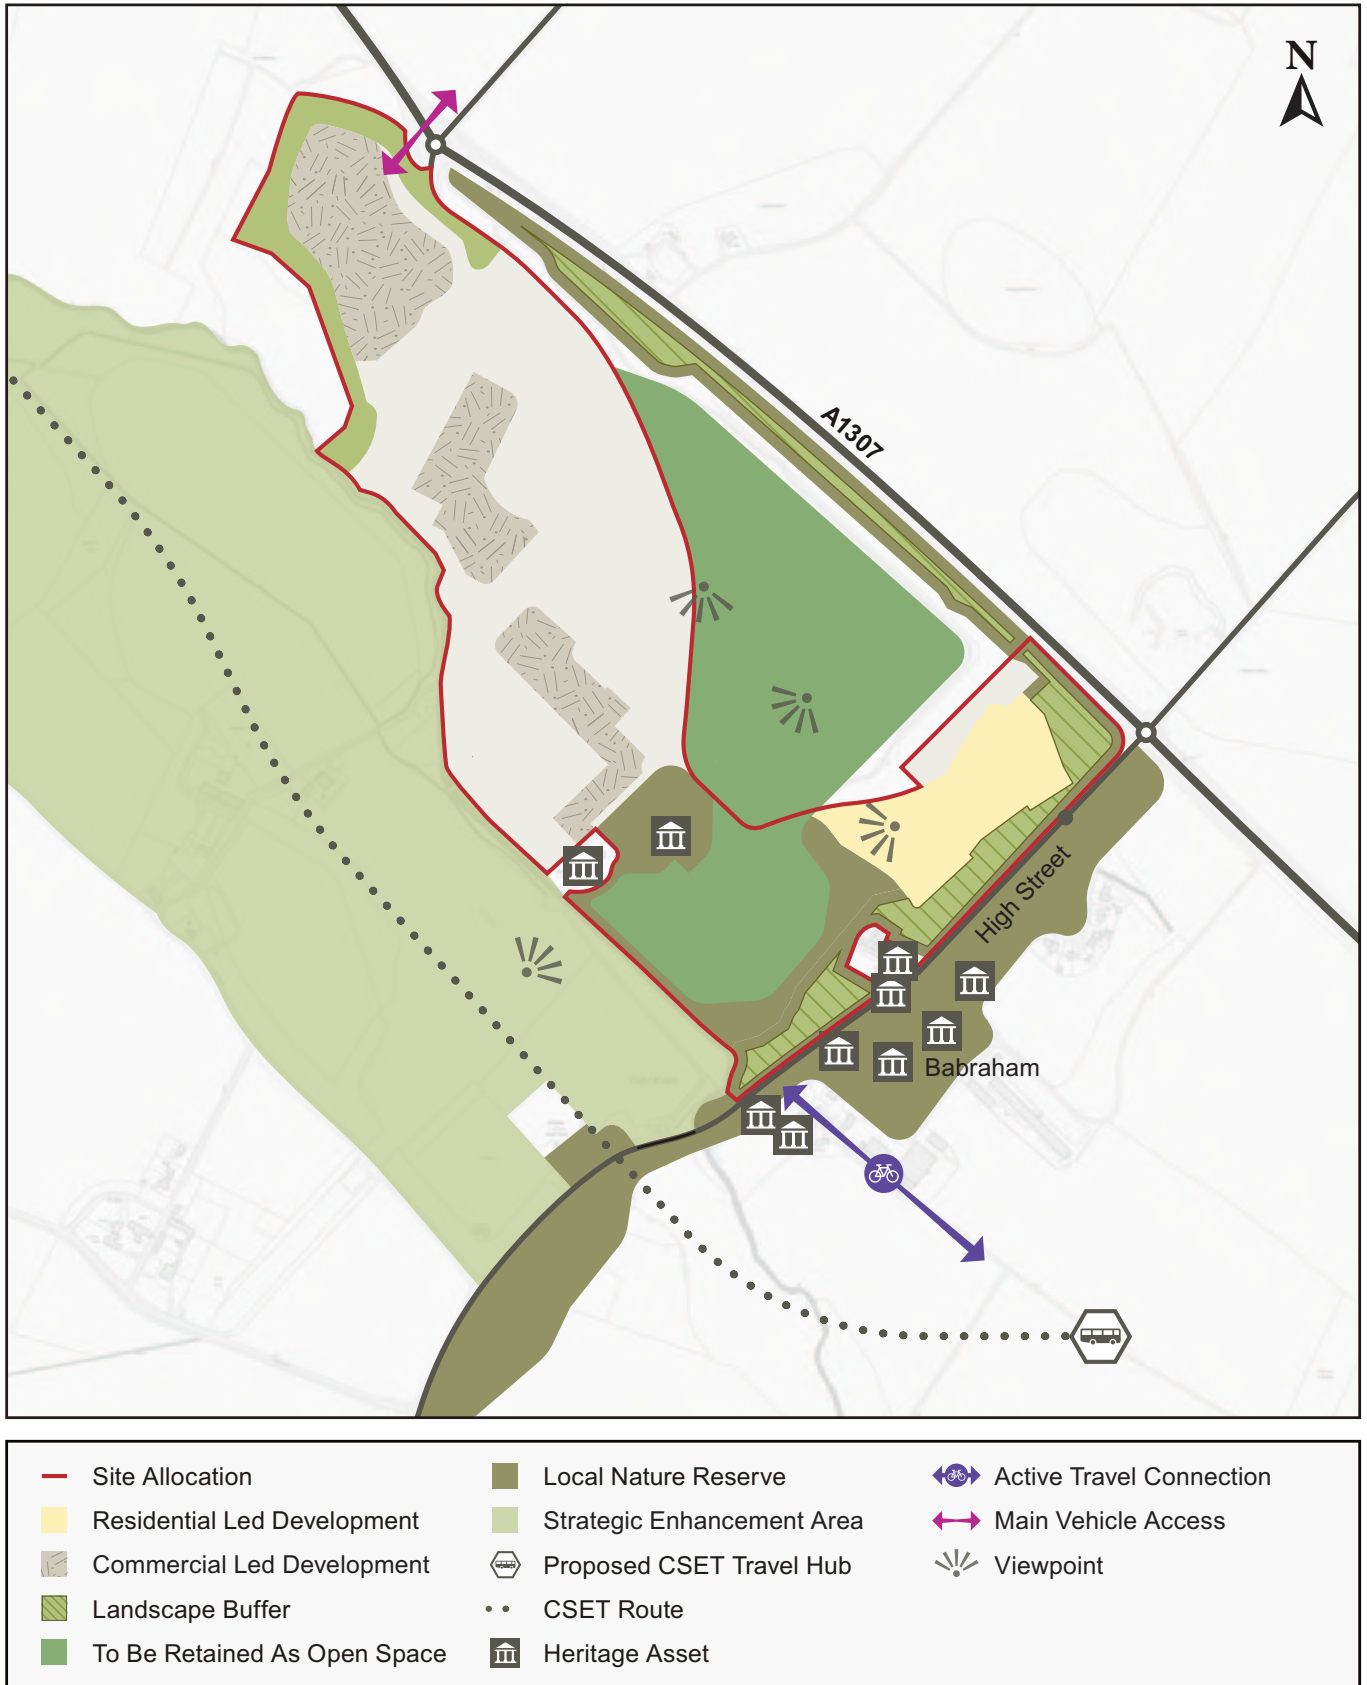 N
A1307
High Street
Babraham
Site Allocation
Residential Led Development
Commercial Led Development
Landscape Buffer
To Be Retained As Open Space
Local Nature Reserve
Strategic Enhancement Area
Proposed CSET Travel Hub
CSET Route
Heritage Asset
Active Travel Connection
Main Vehicle Access
Viewpoint